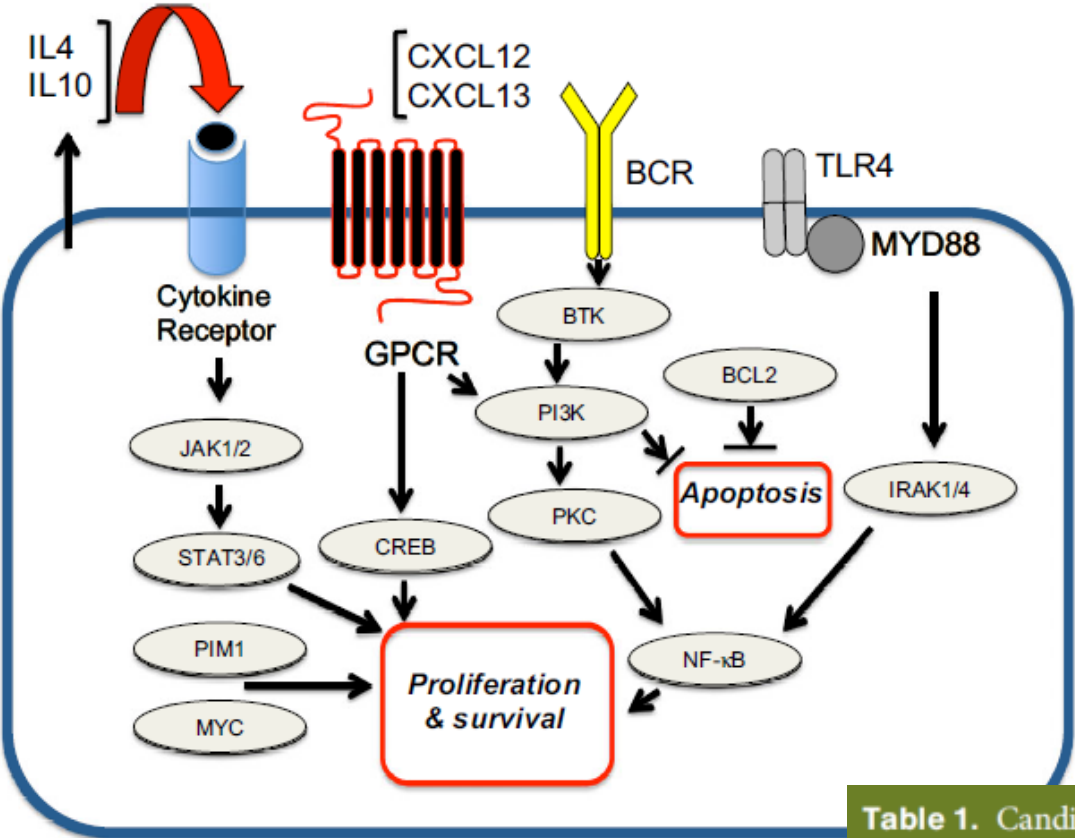 IL4
IL10
CXCL12
CXCL13
BCR
TLR4
MYD88
Cytokine
Receptor
GPCR
BTK
BCL2
PI3K
JAK1/2
Apoptosis
IRAK1/4
PKC
CREB
STAT3/6
PIM1
NF-κB
Proliferation
& survival
MYC
Table 1. Candi